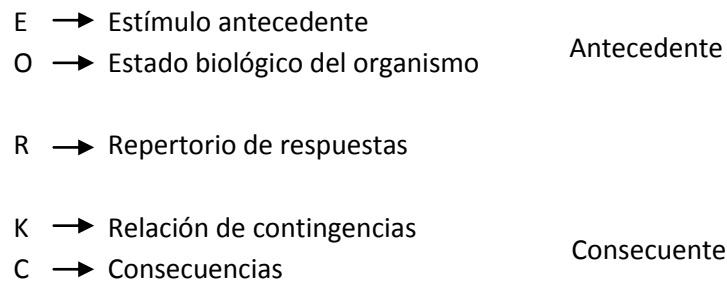 E → Estímulo antecedente
O → Estado biológico del organismo
Antecedente
R → Repertorio de respuestas
K → Relación de contingencias
C → Consecuencias
Consecuente